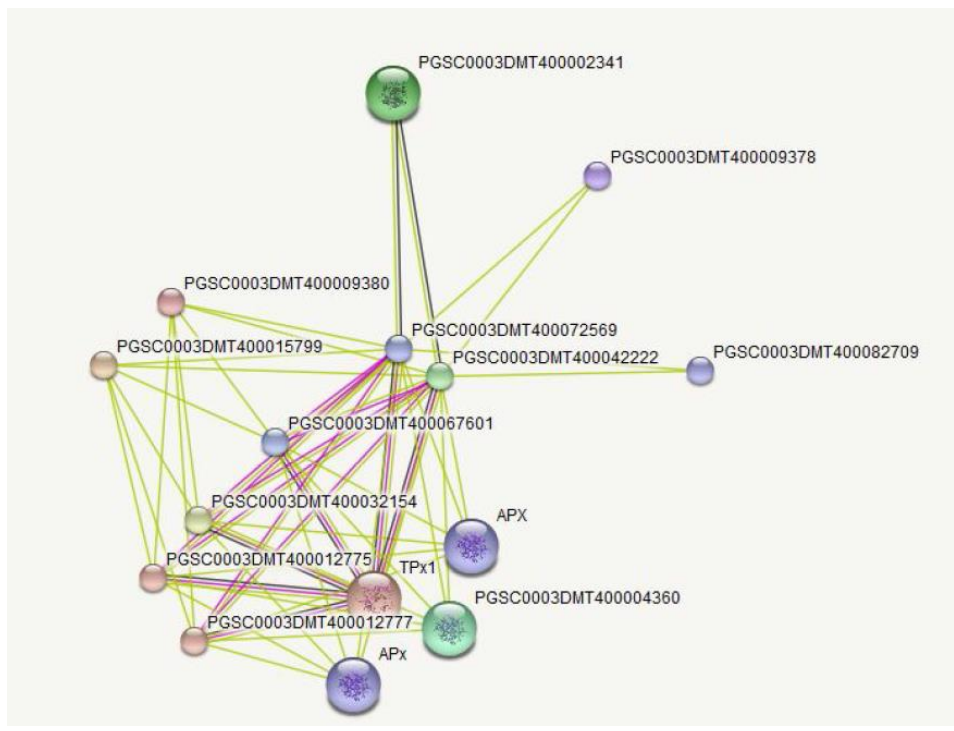 PGSC0003DMT400002341
PGSC0003DMT400009378
PGSC0003DMT400009380
PGSC0003DMT400072569
PGSC0003DMT400015799
PGSC0003DMT400042222
PGSC0003DMT400082709
PGSC0003DMT400067601
PGSC0003DMT400032154
APX
PGSC0003DMT400012775
TPx1
PGSC0003DMT400004360
PGSC0003DMT400012777
APx